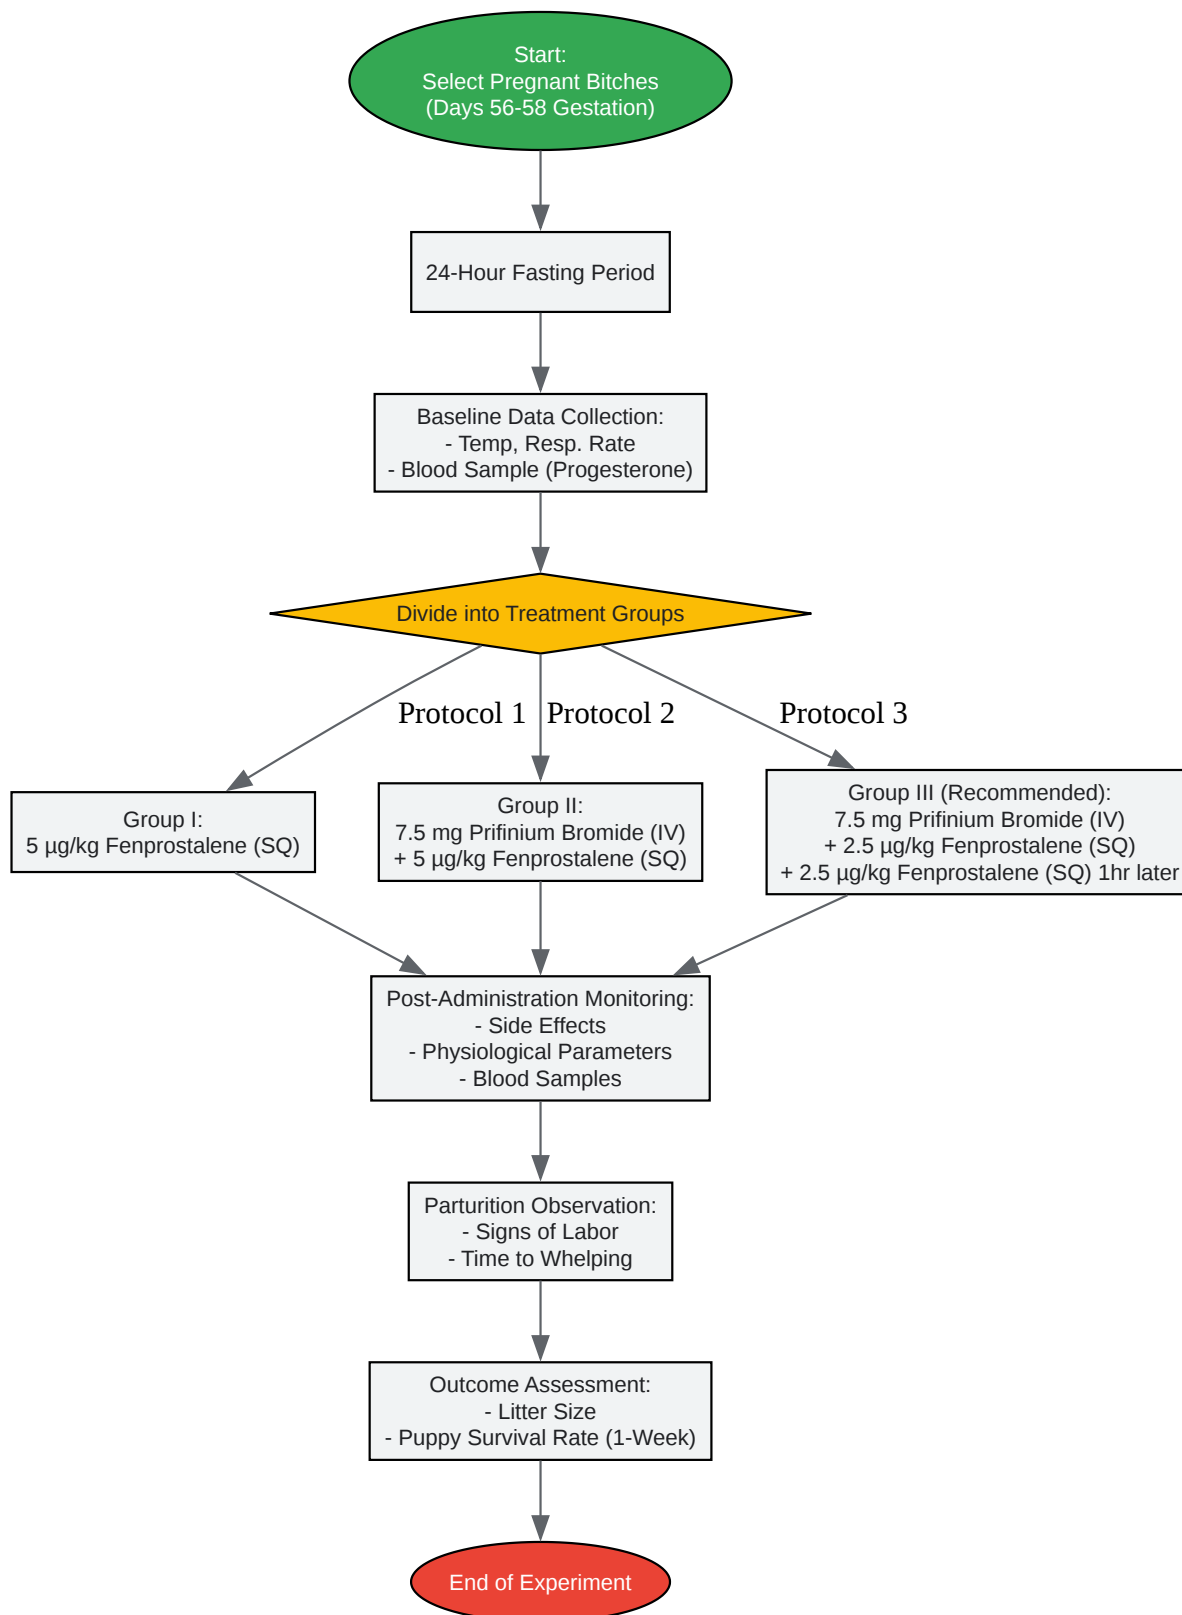 Start:
Select Pregnant Bitches
(Days 56-58 Gestation)
24-Hour Fasting Period
Baseline Data Collection:
- Temp, Resp. Rate
- Blood Sample (Progesterone)
Divide into Treatment Groups
Protocol 1
Protocol 2
Protocol 3
Group I:
5 µg/kg Fenprostalene (SQ)
Group II:
7.5 mg Prifinium Bromide (IV)
+ 5 µg/kg Fenprostalene (SQ)
Group III (Recommended):
7.5 mg Prifinium Bromide (IV)
+ 2.5 µg/kg Fenprostalene (SQ)
+ 2.5 µg/kg Fenprostalene (SQ) 1hr later
Post-Administration Monitoring:
- Side Effects
- Physiological Parameters
- Blood Samples
Parturition Observation:
- Signs of Labor
- Time to Whelping
Outcome Assessment:
- Litter Size
- Puppy Survival Rate (1-Week)
End of Experiment